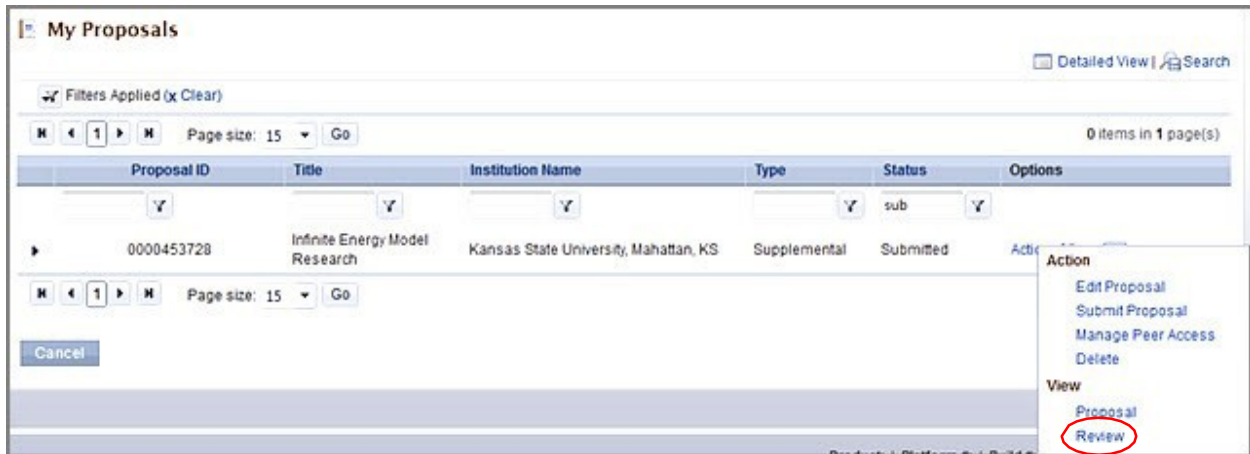 My Proposals
Detailed View | Search
Filters Applied (x Clear)
1 Page size: 15 Go 0 items in 1 page(s)
Proposal ID Title Institution Name Type Status Options
sub
0000453728 Infinite Energy Model Research Kansas State University, Mahattan, KS Supplemental Submitted
1 Page size: 15 Go
Cancel
Action
Edit Proposal
Submit Proposal
Manage Peer Access
Delete
View
Proposal
Review